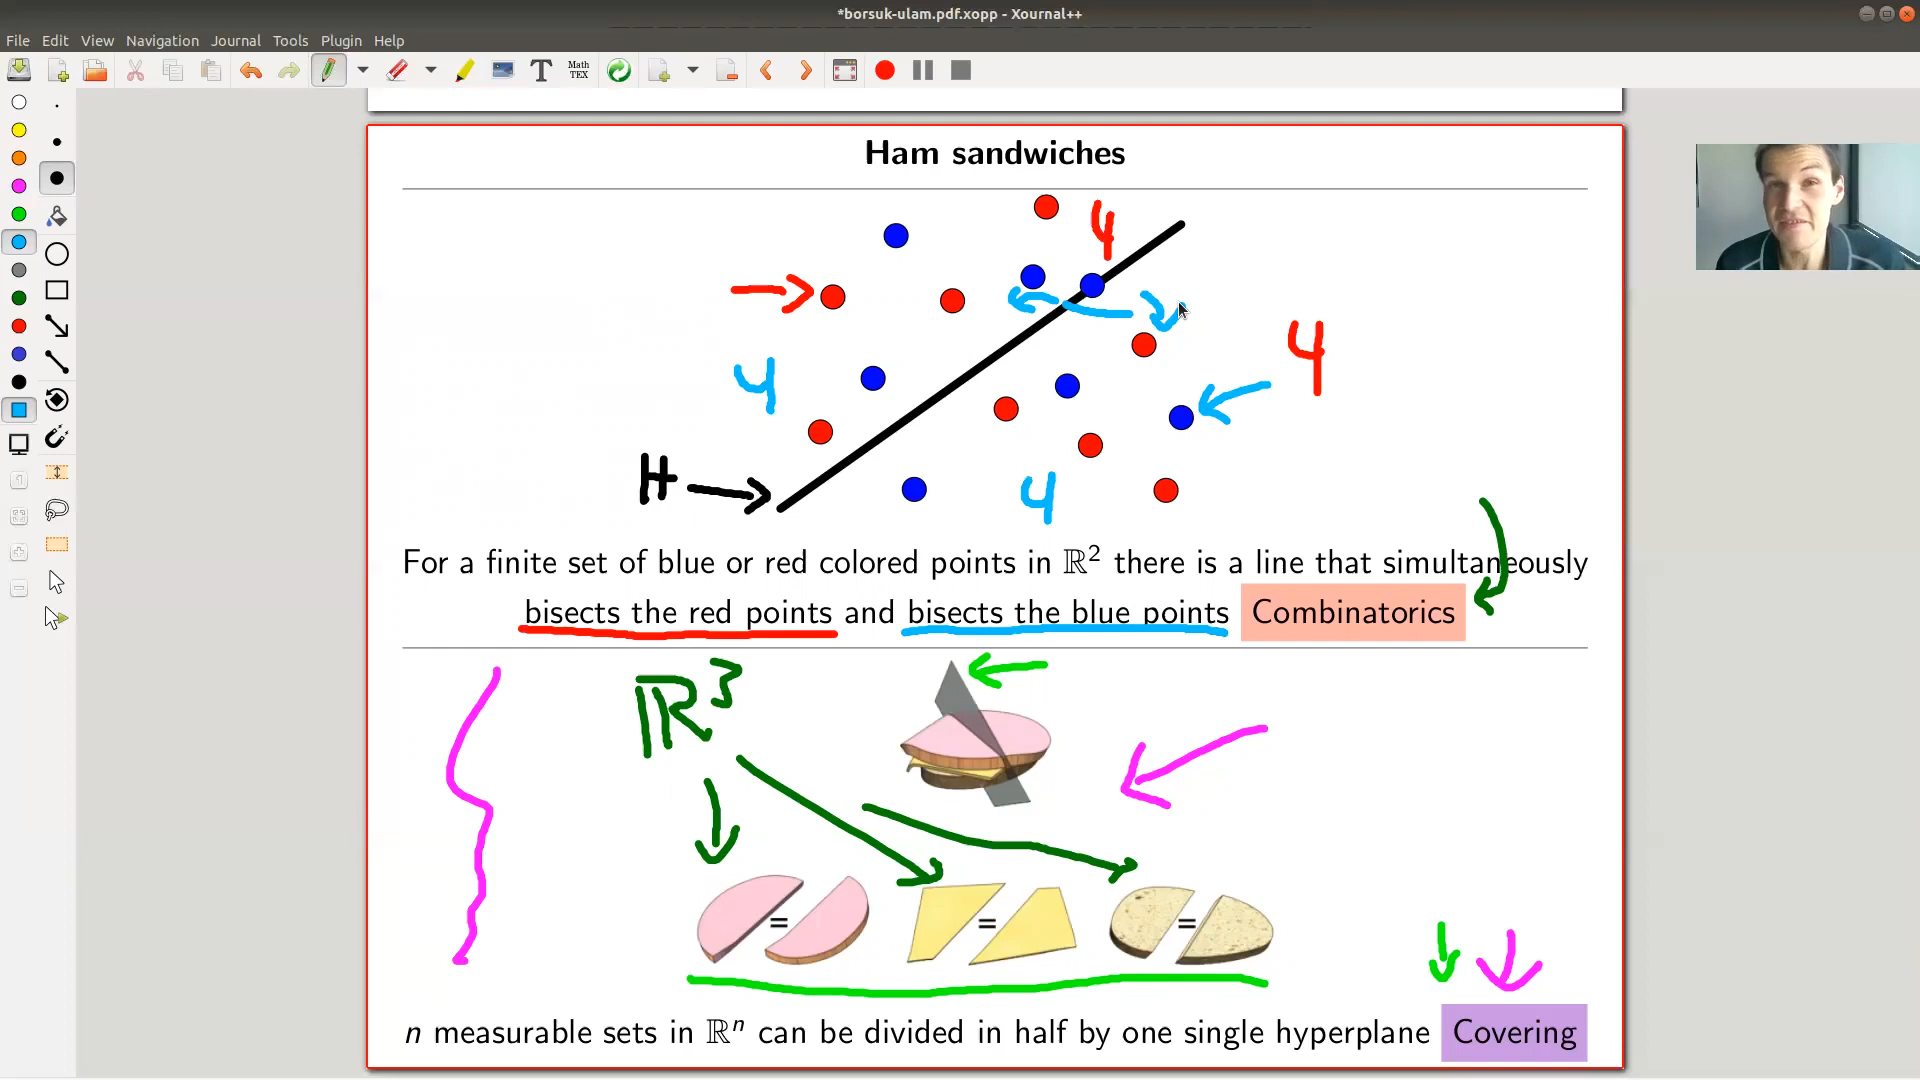 *borsuk-ulam.pdf.xopp - Xournal++
File Edit View Navigation Journal Tools Plugin Help
T Math TEX
Ham sandwiches
4
4
4
H
4
For a finite set of blue or red colored points in ℝ² there is a line that simultaneously
bisects the red points and bisects the blue points Combinatorics
ℝ³
= = =
n measurable sets in ℝⁿ can be divided in half by one single hyperplane Covering